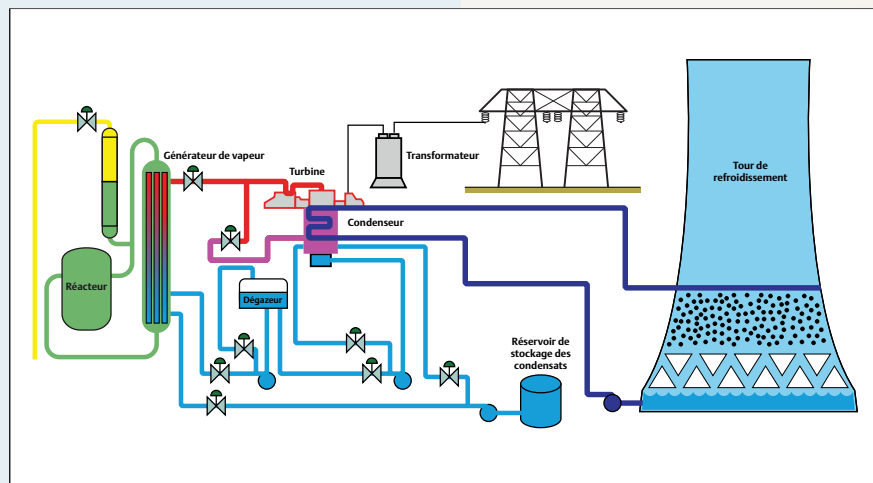 Générateur de vapeur
Turbine
Transformateur
Tour de
refroidissement
Condenseur
Réacteur
Dégazeur
Réservoir de
stockage des
condensats